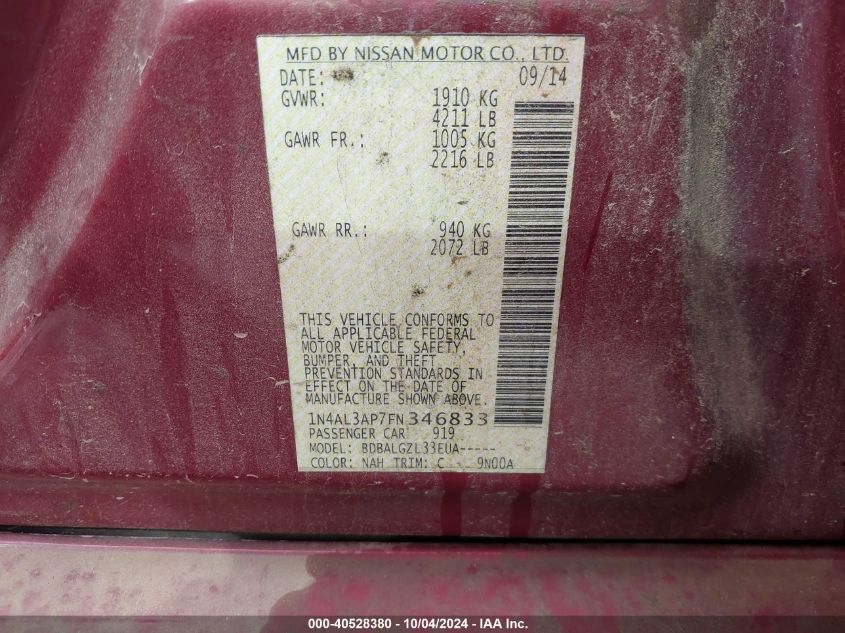 MFD BY NISSAN MOTOR CO., LTD.
DATE: 09/14
GVWR: 1910 KG
4211 LB
GAWR FR.: 1005 KG
2216 LB
GAWR RR.: 940 KG
2072 LB
THIS VEHICLE CONFORMS TO
ALL APPLICABLE FEDERAL
MOTOR VEHICLE SAFETY,
BUMPER, AND THEFT
PREVENTION STANDARDS IN
EFFECT ON THE DATE OF
MANUFACTURE SHOWN ABOVE.
1N4AL3AP7FN346833
PASSENGER CAR 919
MODEL: BDBALGZL33EUA-----
COLOR: NAH TRIM: C 9N00A
000-40528380 - 10/04/2024 - IAA Inc.